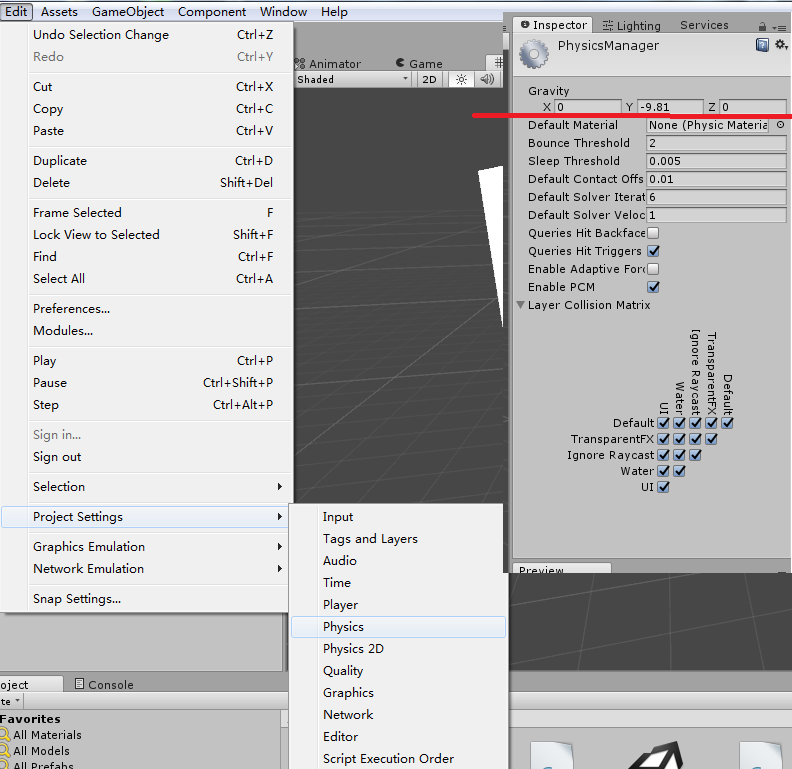 Edit Assets GameObject Component Window Help
Undo Selection Change Ctrl+Z
Redo Ctrl+Y
Cut Ctrl+X
Copy Ctrl+C
Paste Ctrl+V
Duplicate Ctrl+D
Delete Shift+Del
Frame Selected F
Lock View to Selected Shift+F
Find Ctrl+F
Select All Ctrl+A
Preferences...
Modules...
Play Ctrl+P
Pause Ctrl+Shift+P
Step Ctrl+Alt+P
Sign in...
Sign out
Selection
Project Settings
Graphics Emulation
Network Emulation
Snap Settings...
Input
Tags and Layers
Audio
Time
Player
Physics
Physics 2D
Quality
Graphics
Network
Editor
Script Execution Order
Animator Game
Shaded 2D
Inspector Lighting Services
PhysicsManager
Gravity
X 0 Y -9.81 Z 0
Default Material None (Physic Materia
Bounce Threshold 2
Sleep Threshold 0.005
Default Contact Offs 0.01
Default Solver Iterat 6
Default Solver Veloc 1
Queries Hit Backface
Queries Hit Triggers
Enable Adaptive Forc
Enable PCM
Layer Collision Matrix
UI
Water
Ignore Raycast
TransparentFX
Default
Default
TransparentFX
Ignore Raycast
Water
UI
Preview
oject Console
te
Favorites
All Materials
All Models
All Prefabs